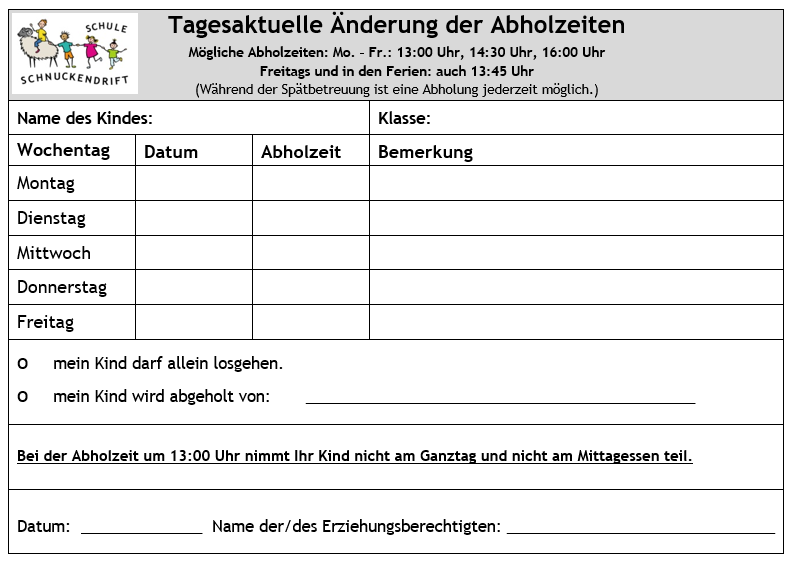 SCHULE
SCHNUCKENDRIFT
Tagesaktuelle Änderung der Abholzeiten
Mögliche Abholzeiten: Mo. – Fr.: 13:00 Uhr, 14:30 Uhr, 16:00 Uhr
Freitags und in den Ferien: auch 13:45 Uhr
(Während der Spätbetreuung ist eine Abholung jederzeit möglich.)
Name des Kindes: Klasse:
Wochentag Datum Abholzeit Bemerkung
Montag
Dienstag
Mittwoch
Donnerstag
Freitag
O mein Kind darf allein losgehen.
O mein Kind wird abgeholt von: ____________________
Bei der Abholzeit um 13:00 Uhr nimmt Ihr Kind nicht am Ganztag und nicht am Mittagessen teil.
Datum: ____________ Name der/des Erziehungsberechtigten: ____________________